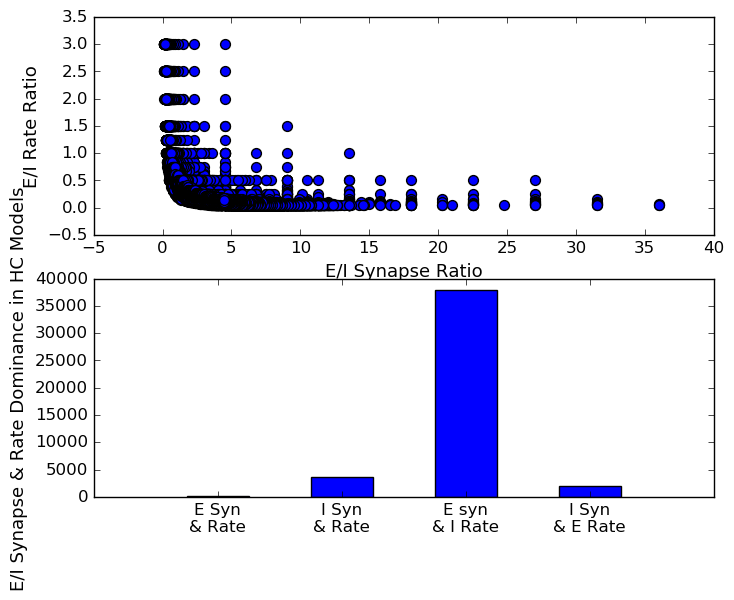 3.5
3.0
2.5
2.0
1.5
1.0
0.5
0.0
−0.5
E/I Rate Ratio
−5 0 5 10 15 20 25 30 35 40
E/I Synapse Ratio
40000
35000
30000
25000
20000
15000
10000
5000
0
E/I Synapse & Rate Dominance in HC Models
E Syn
& Rate
I Syn
& Rate
E syn
& I Rate
I Syn
& E Rate